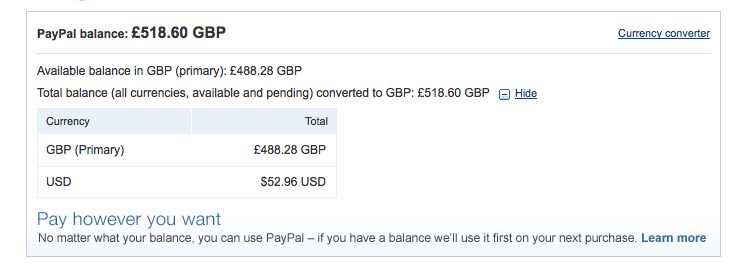 PayPal balance: £518.60 GBP Currency converter
Available balance in GBP (primary): £488.28 GBP
Total balance (all currencies, available and pending) converted to GBP: £518.60 GBP Hide
Currency Total
GBP (Primary) £488.28 GBP
USD $52.96 USD
Pay however you want
No matter what your balance, you can use PayPal – if you have a balance we'll use it first on your next purchase. Learn more